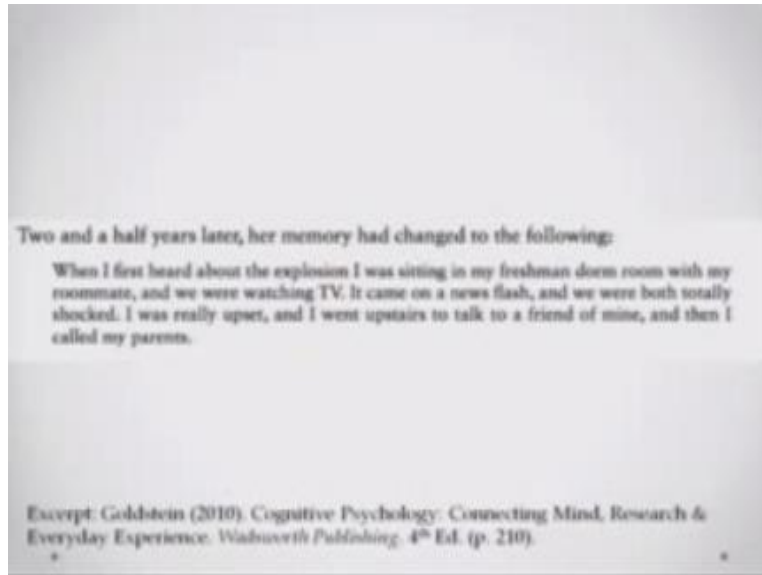 Two and a half years later, her memory had changed to the following:
When I first heard about the explosion I was sitting in my freshman dorm room with my
roommate, and we were watching TV. It came on a news flash, and we were both totally
shocked. I was really upset, and I went upstairs to talk to a friend of mine, and then I
called my parents.
Excerpt: Goldstein (2010). Cognitive Psychology: Connecting Mind, Research &
Everyday Experience. Wadsworth Publishing. 4th Ed. (p. 210).